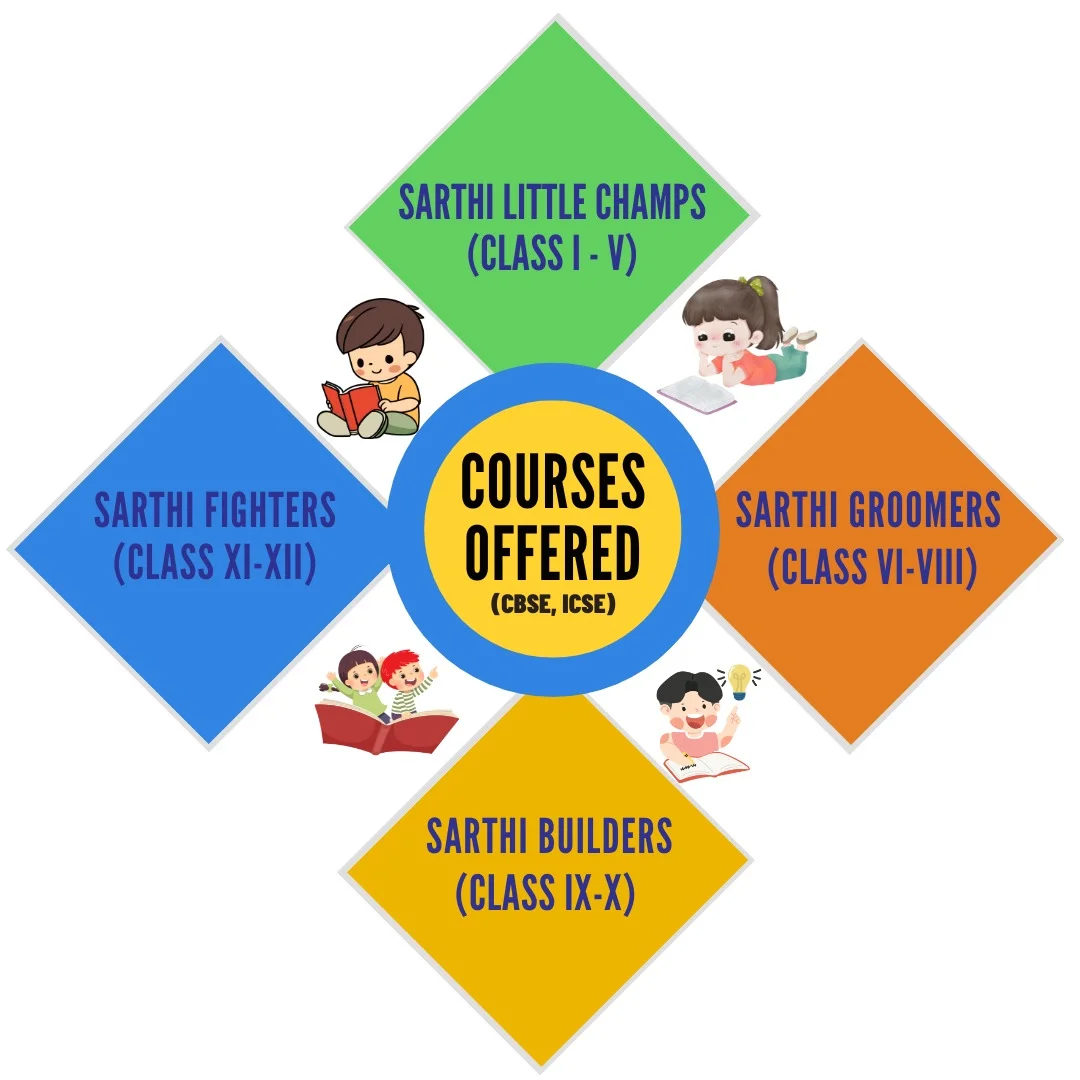 SARTHI LITTLE CHAMPS
(CLASS I - V)
SARTHI FIGHTERS
(CLASS XI-XII)
COURSES
OFFERED
(CBSE, ICSE)
SARTHI GROOMERS
(CLASS VI-VIII)
SARTHI BUILDERS
(CLASS IX-X)